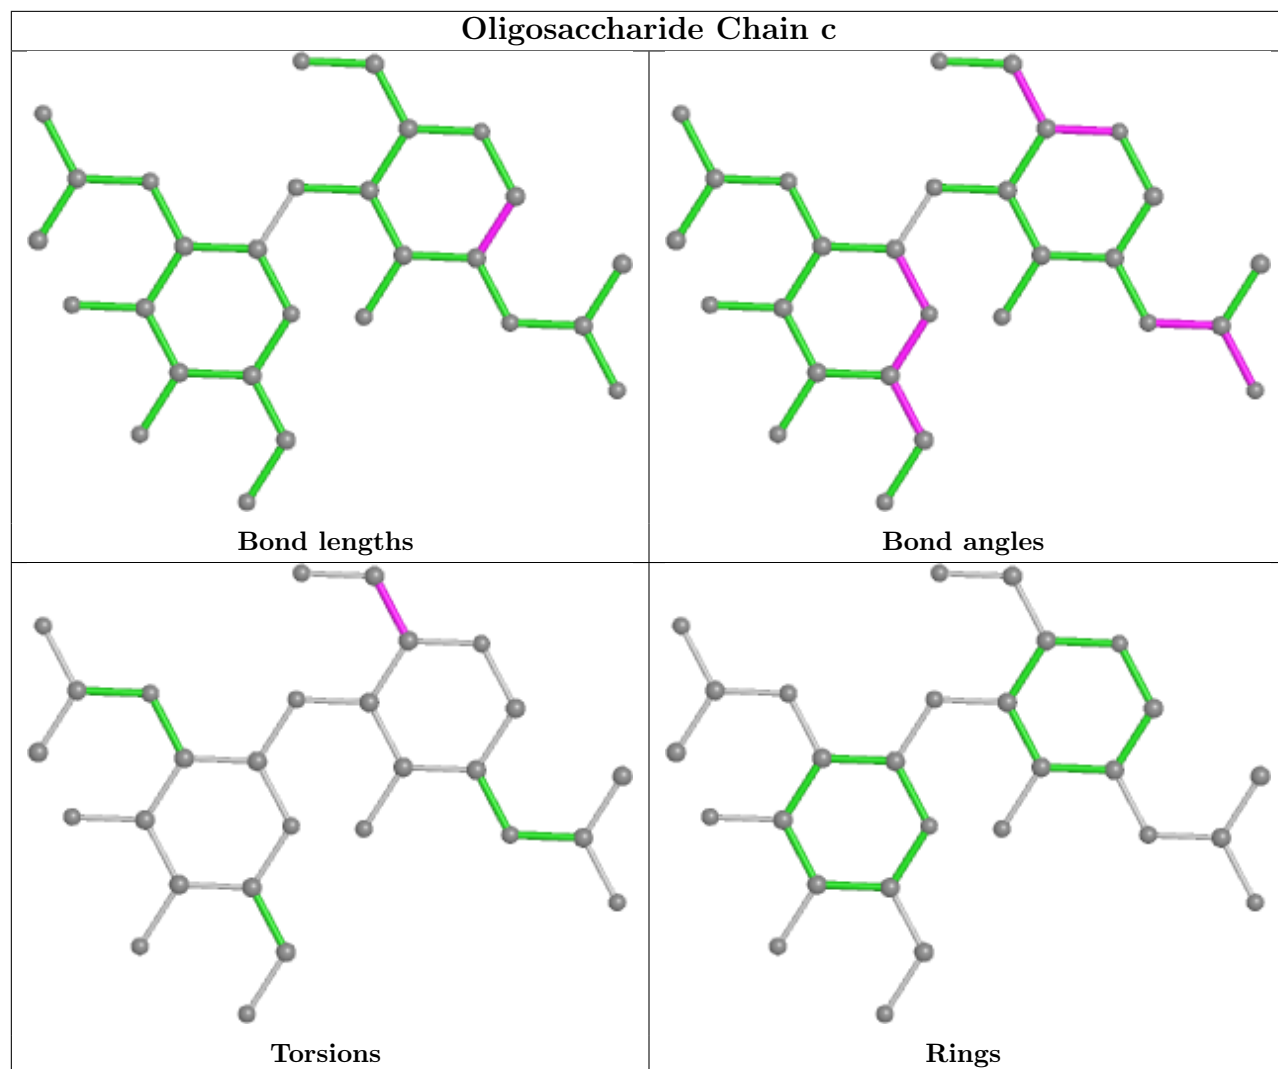 Oligosaccharide Chain c
Bond lengths
Bond angles
Torsions
Rings